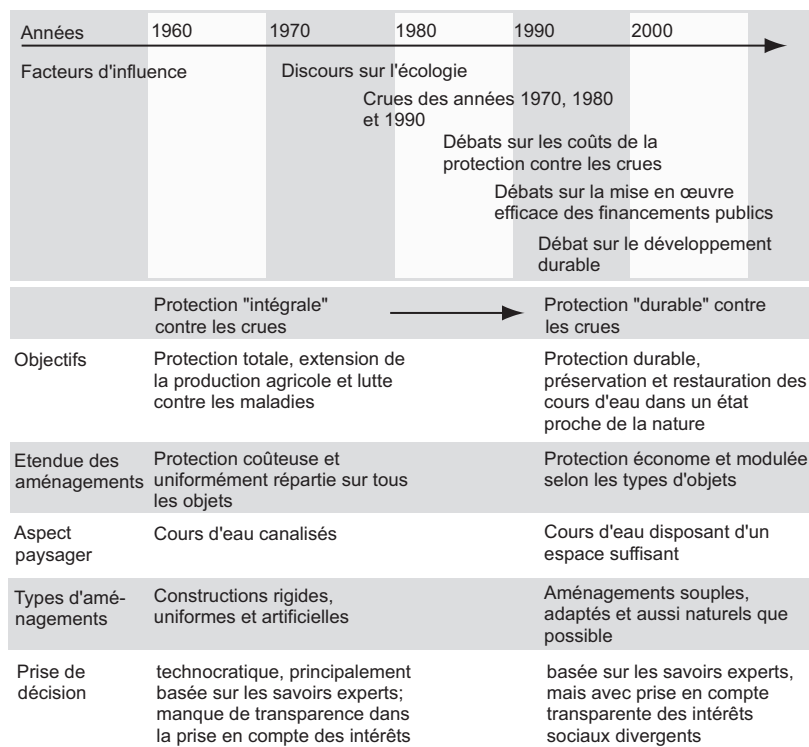 Années 1960 1970 1980 1990 2000
Facteurs d'influence
Discours sur l'écologie
Crues des années 1970, 1980
et 1990
Débats sur les coûts de la
protection contre les crues
Débats sur la mise en œuvre
efficace des financements publics
Débat sur le développement
durable
Protection "intégrale"
contre les crues
Protection "durable" contre
les crues
Objectifs
Protection totale, extension de
la production agricole et lutte
contre les maladies
Protection durable,
préservation et restauration des
cours d'eau dans un état
proche de la nature
Etendue des
aménagements
Protection coûteuse et
uniformément répartie sur tous
les objets
Protection économe et modulée
selon les types d'objets
Aspect
paysager
Cours d'eau canalisés
Cours d'eau disposant d'un
espace suffisant
Types d'amé-
nagements
Constructions rigides,
uniformes et artificielles
Aménagements souples,
adaptés et aussi naturels que
possible
Prise de
décision
technocratique, principalement
basée sur les savoirs experts;
manque de transparence dans
la prise en compte des intérêts
basée sur les savoirs experts,
mais avec prise en compte
transparente des intérêts
sociaux divergents